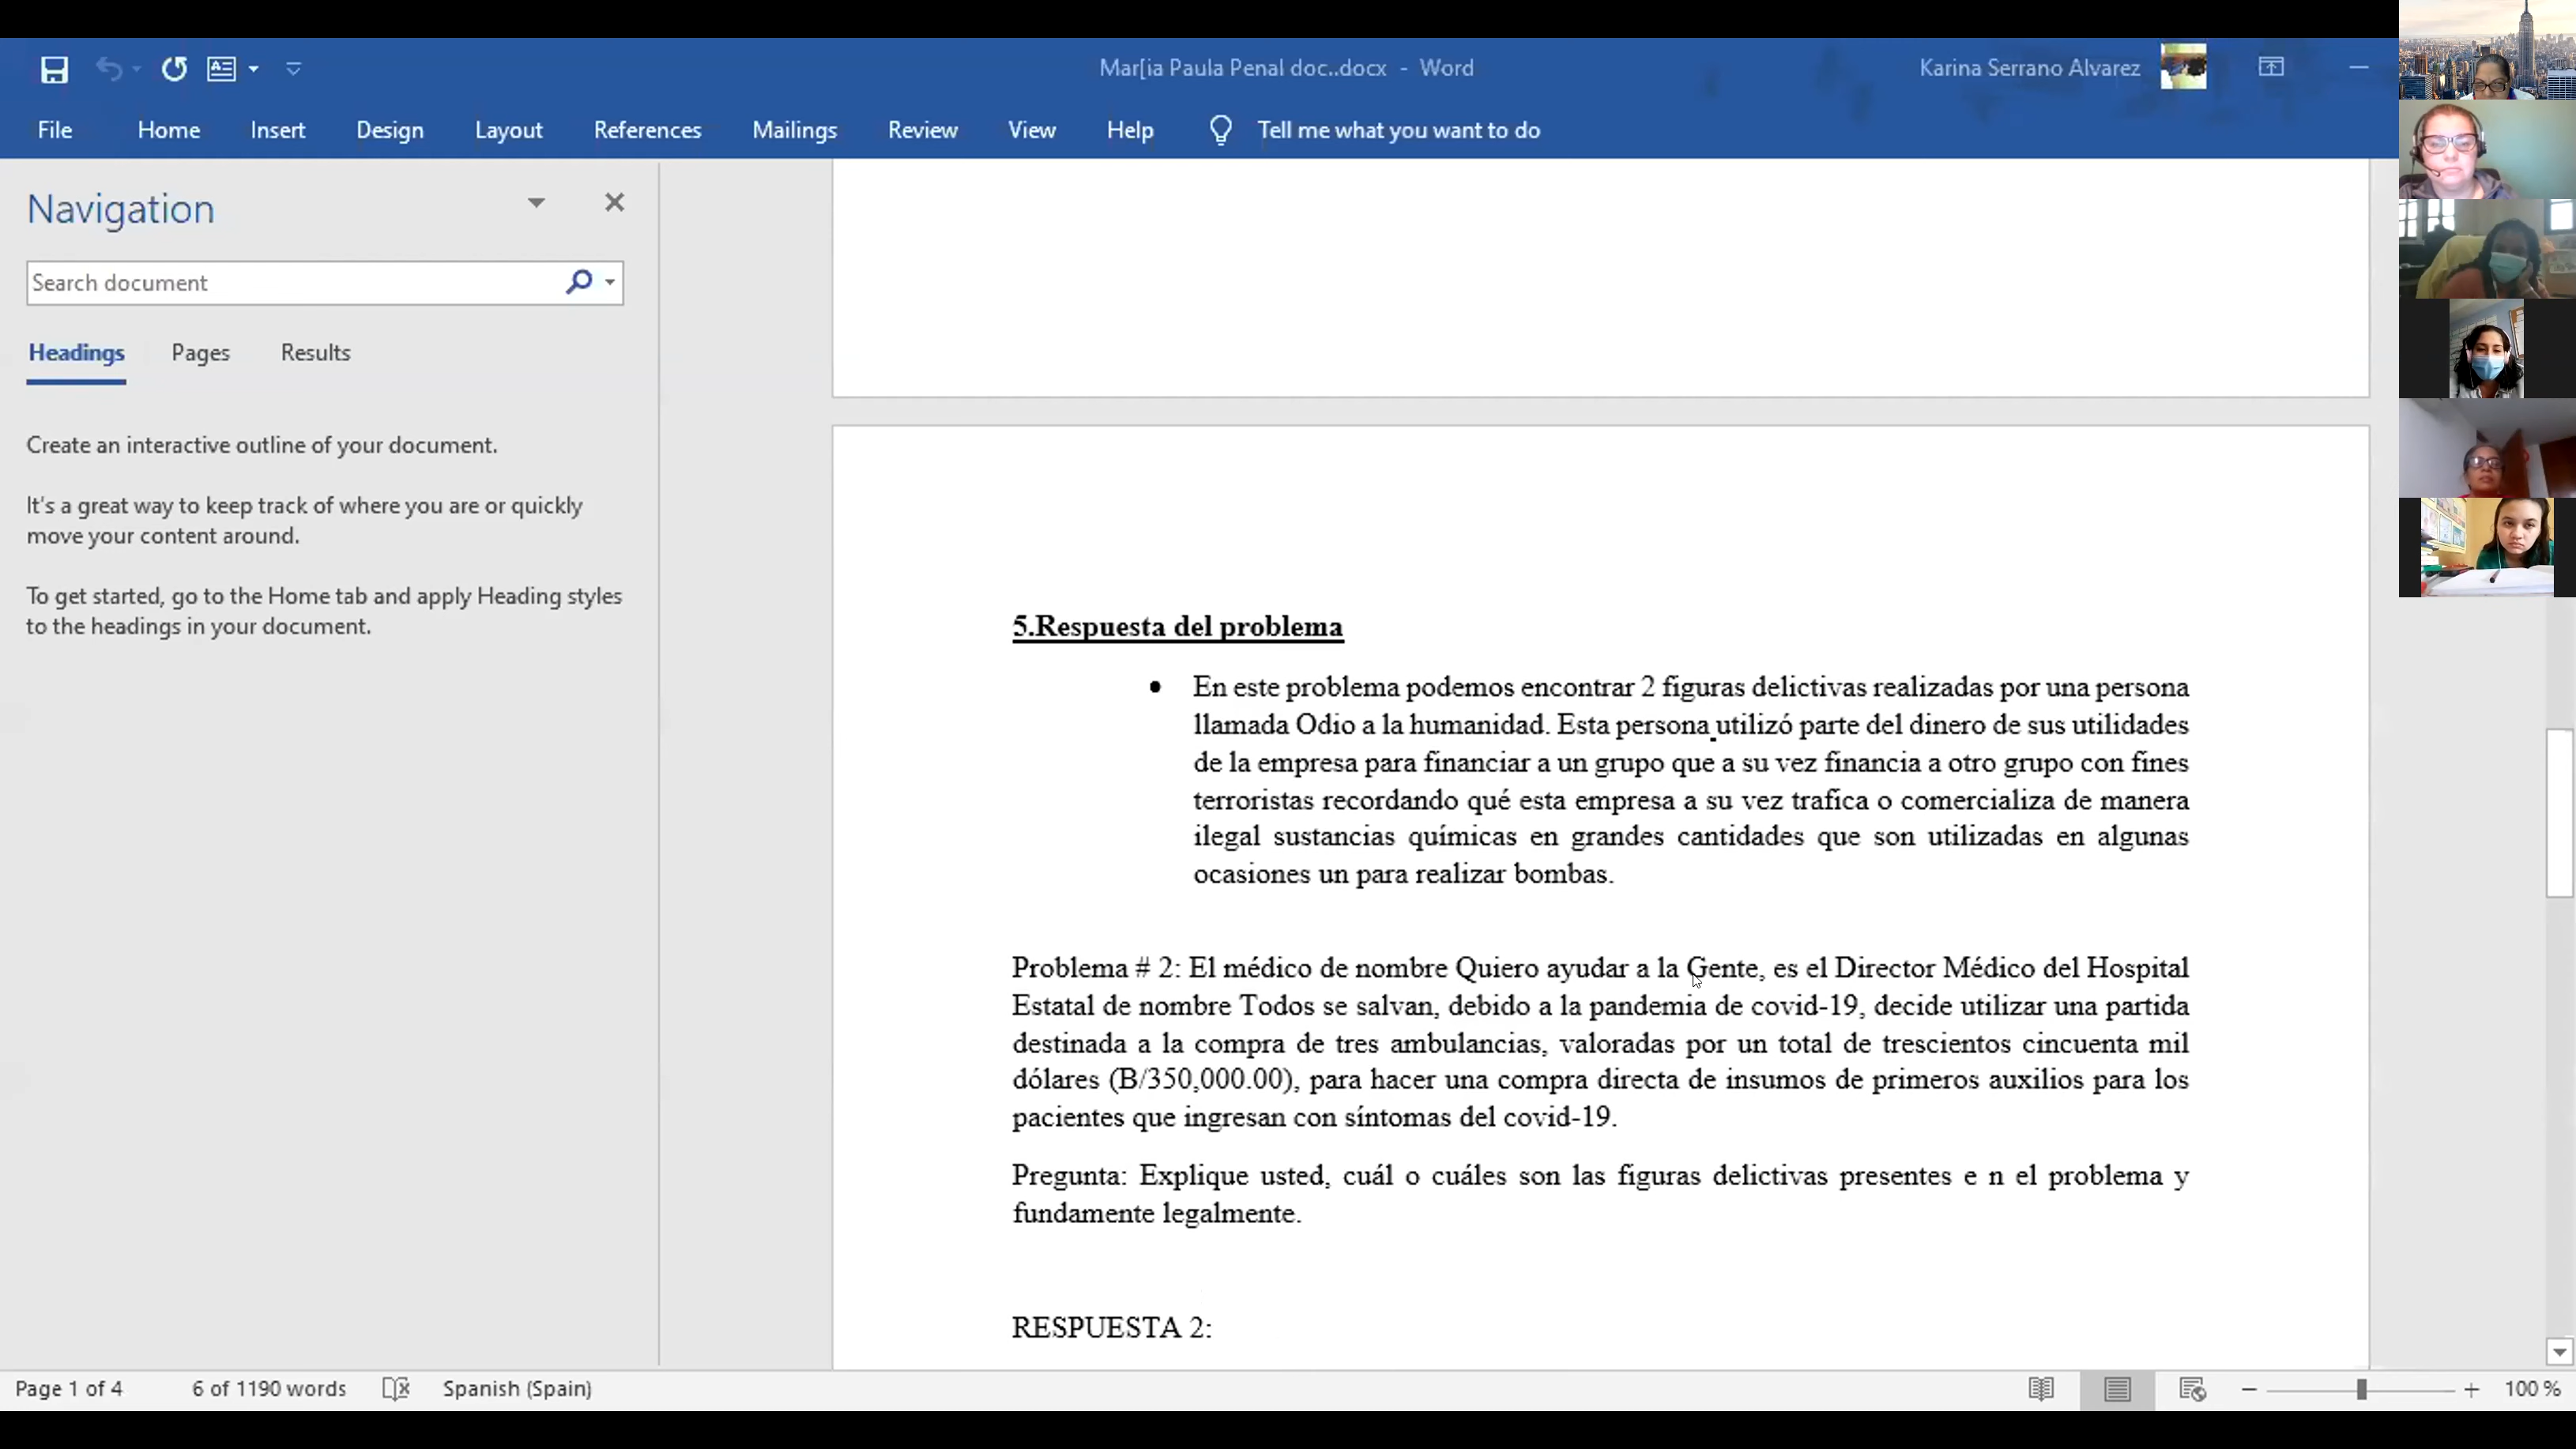 Mar[ia Paula Penal doc..docx - Word
Karina Serrano Alvarez
File Home Insert Design Layout References Mailings Review View Help Tell me what you want to do
Navigation
Search document
Headings Pages Results
Create an interactive outline of your document.
It's a great way to keep track of where you are or quickly
move your content around.
To get started, go to the Home tab and apply Heading styles
to the headings in your document.
5.Respuesta del problema
• En este problema podemos encontrar 2 figuras delictivas realizadas por una persona
llamada Odio a la humanidad. Esta persona utilizó parte del dinero de sus utilidades
de la empresa para financiar a un grupo que a su vez financia a otro grupo con fines
terroristas recordando qué esta empresa a su vez trafica o comercializa de manera
ilegal sustancias químicas en grandes cantidades que son utilizadas en algunas
ocasiones un para realizar bombas.
Problema # 2: El médico de nombre Quiero ayudar a la Gente, es el Director Médico del Hospital
Estatal de nombre Todos se salvan, debido a la pandemia de covid-19, decide utilizar una partida
destinada a la compra de tres ambulancias, valoradas por un total de trescientos cincuenta mil
dólares (B/350,000.00), para hacer una compra directa de insumos de primeros auxilios para los
pacientes que ingresan con síntomas del covid-19.
Pregunta: Explique usted, cuál o cuáles son las figuras delictivas presentes e n el problema y
fundamente legalmente.
RESPUESTA 2:
Page 1 of 4 6 of 1190 words Spanish (Spain) 100 %